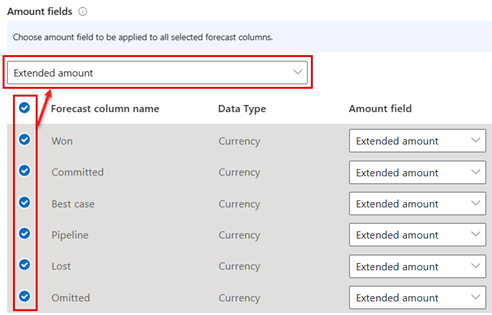 Amount fields
Choose amount field to be applied to all selected forecast columns.
Extended amount
Forecast column name Data Type Amount field
Won Currency Extended amount
Committed Currency Extended amount
Best case Currency Extended amount
Pipeline Currency Extended amount
Lost Currency Extended amount
Omitted Currency Extended amount